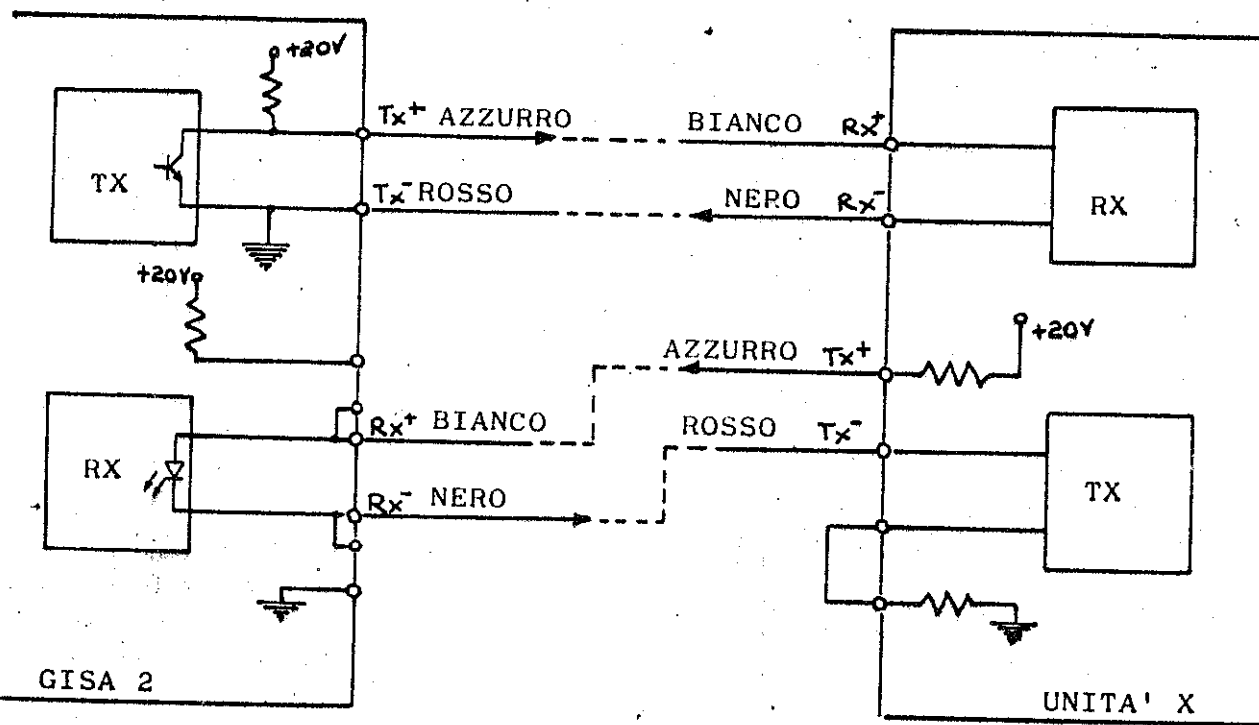 +20V
Tx+ AZZURRO
BIANCO Rx+
TX
Tx- ROSSO
NERO Rx-
RX
+20V
AZZURRO Tx+
+20V
Rx+ BIANCO
ROSSO Tx-
RX
Rx- NERO
TX
GISA 2
UNITA' X